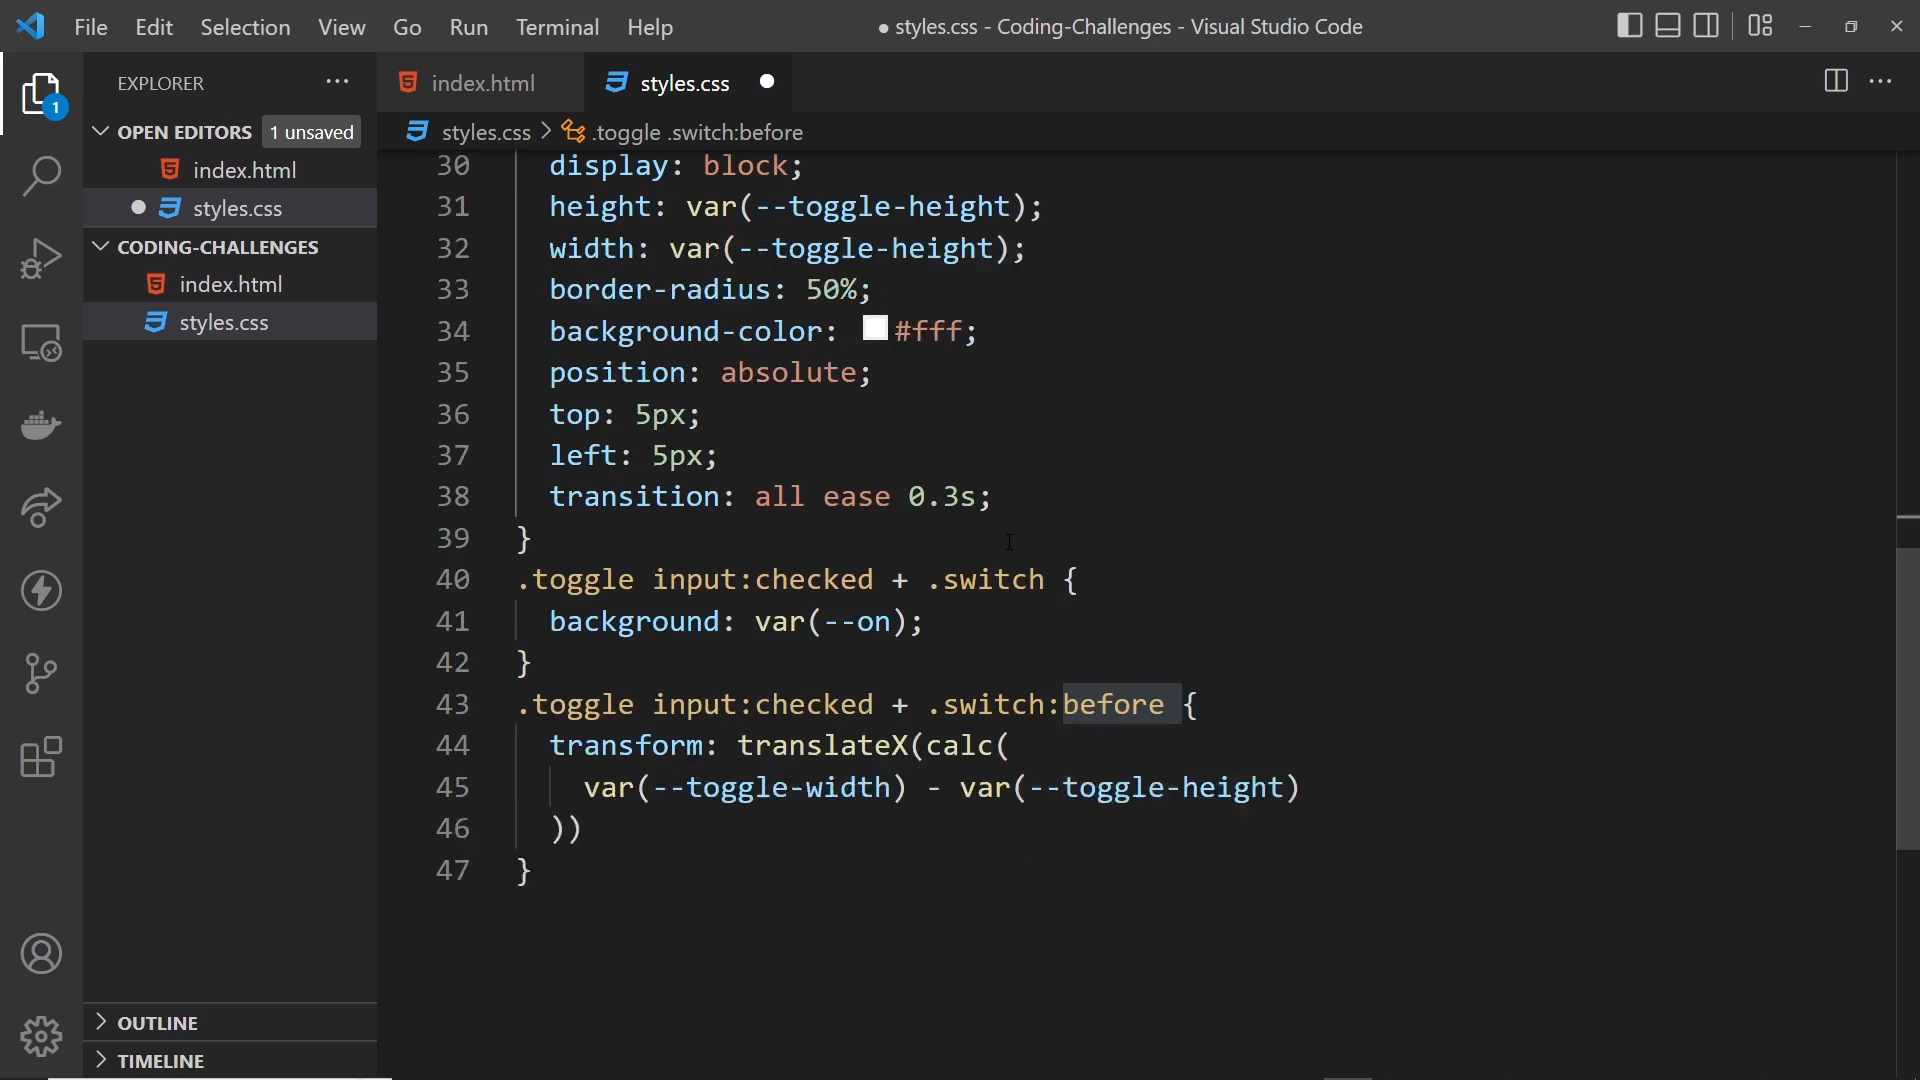 File Edit Selection View Go Run Terminal Help
● styles.css - Coding-Challenges - Visual Studio Code
1
EXPLORER
OPEN EDITORS 1 unsaved
index.html
styles.css
CODING-CHALLENGES
index.html
styles.css
OUTLINE
TIMELINE
index.html styles.css
styles.css > .toggle .switch:before
30 display: block;
31 height: var(--toggle-height);
32 width: var(--toggle-height);
33 border-radius: 50%;
34 background-color: #fff;
35 position: absolute;
36 top: 5px;
37 left: 5px;
38 transition: all ease 0.3s;
39 }
40 .toggle input:checked + .switch {
41 background: var(--on);
42 }
43 .toggle input:checked + .switch:before {
44 transform: translateX(calc(
45 var(--toggle-width) - var(--toggle-height)
46 ))
47 }